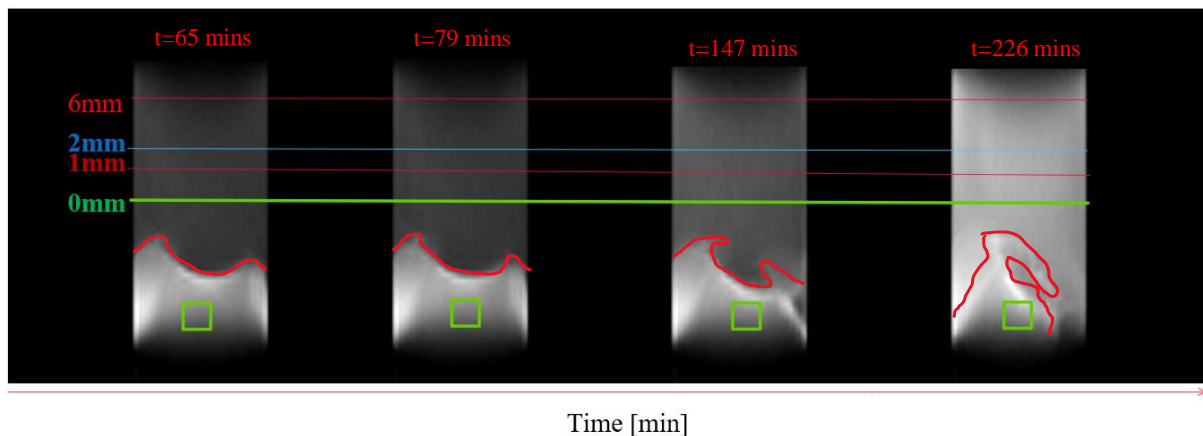 t=65 mins
t=79 mins
t=147 mins
t=226 mins
6mm
2mm
1mm
0mm
Time [min]